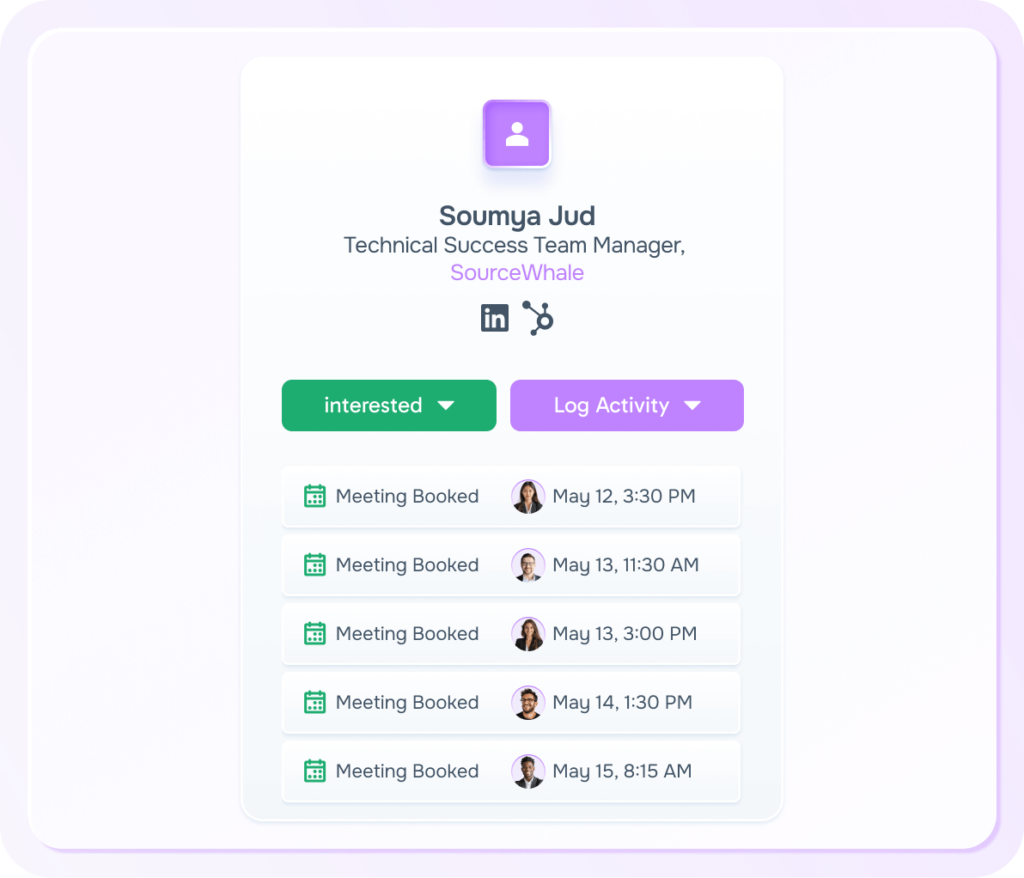 Soumya Jud
Technical Success Team Manager,
SourceWhale
in
interested
Log Activity
Meeting Booked May 12, 3:30 PM
Meeting Booked May 13, 11:30 AM
Meeting Booked May 13, 3:00 PM
Meeting Booked May 14, 1:30 PM
Meeting Booked May 15, 8:15 AM